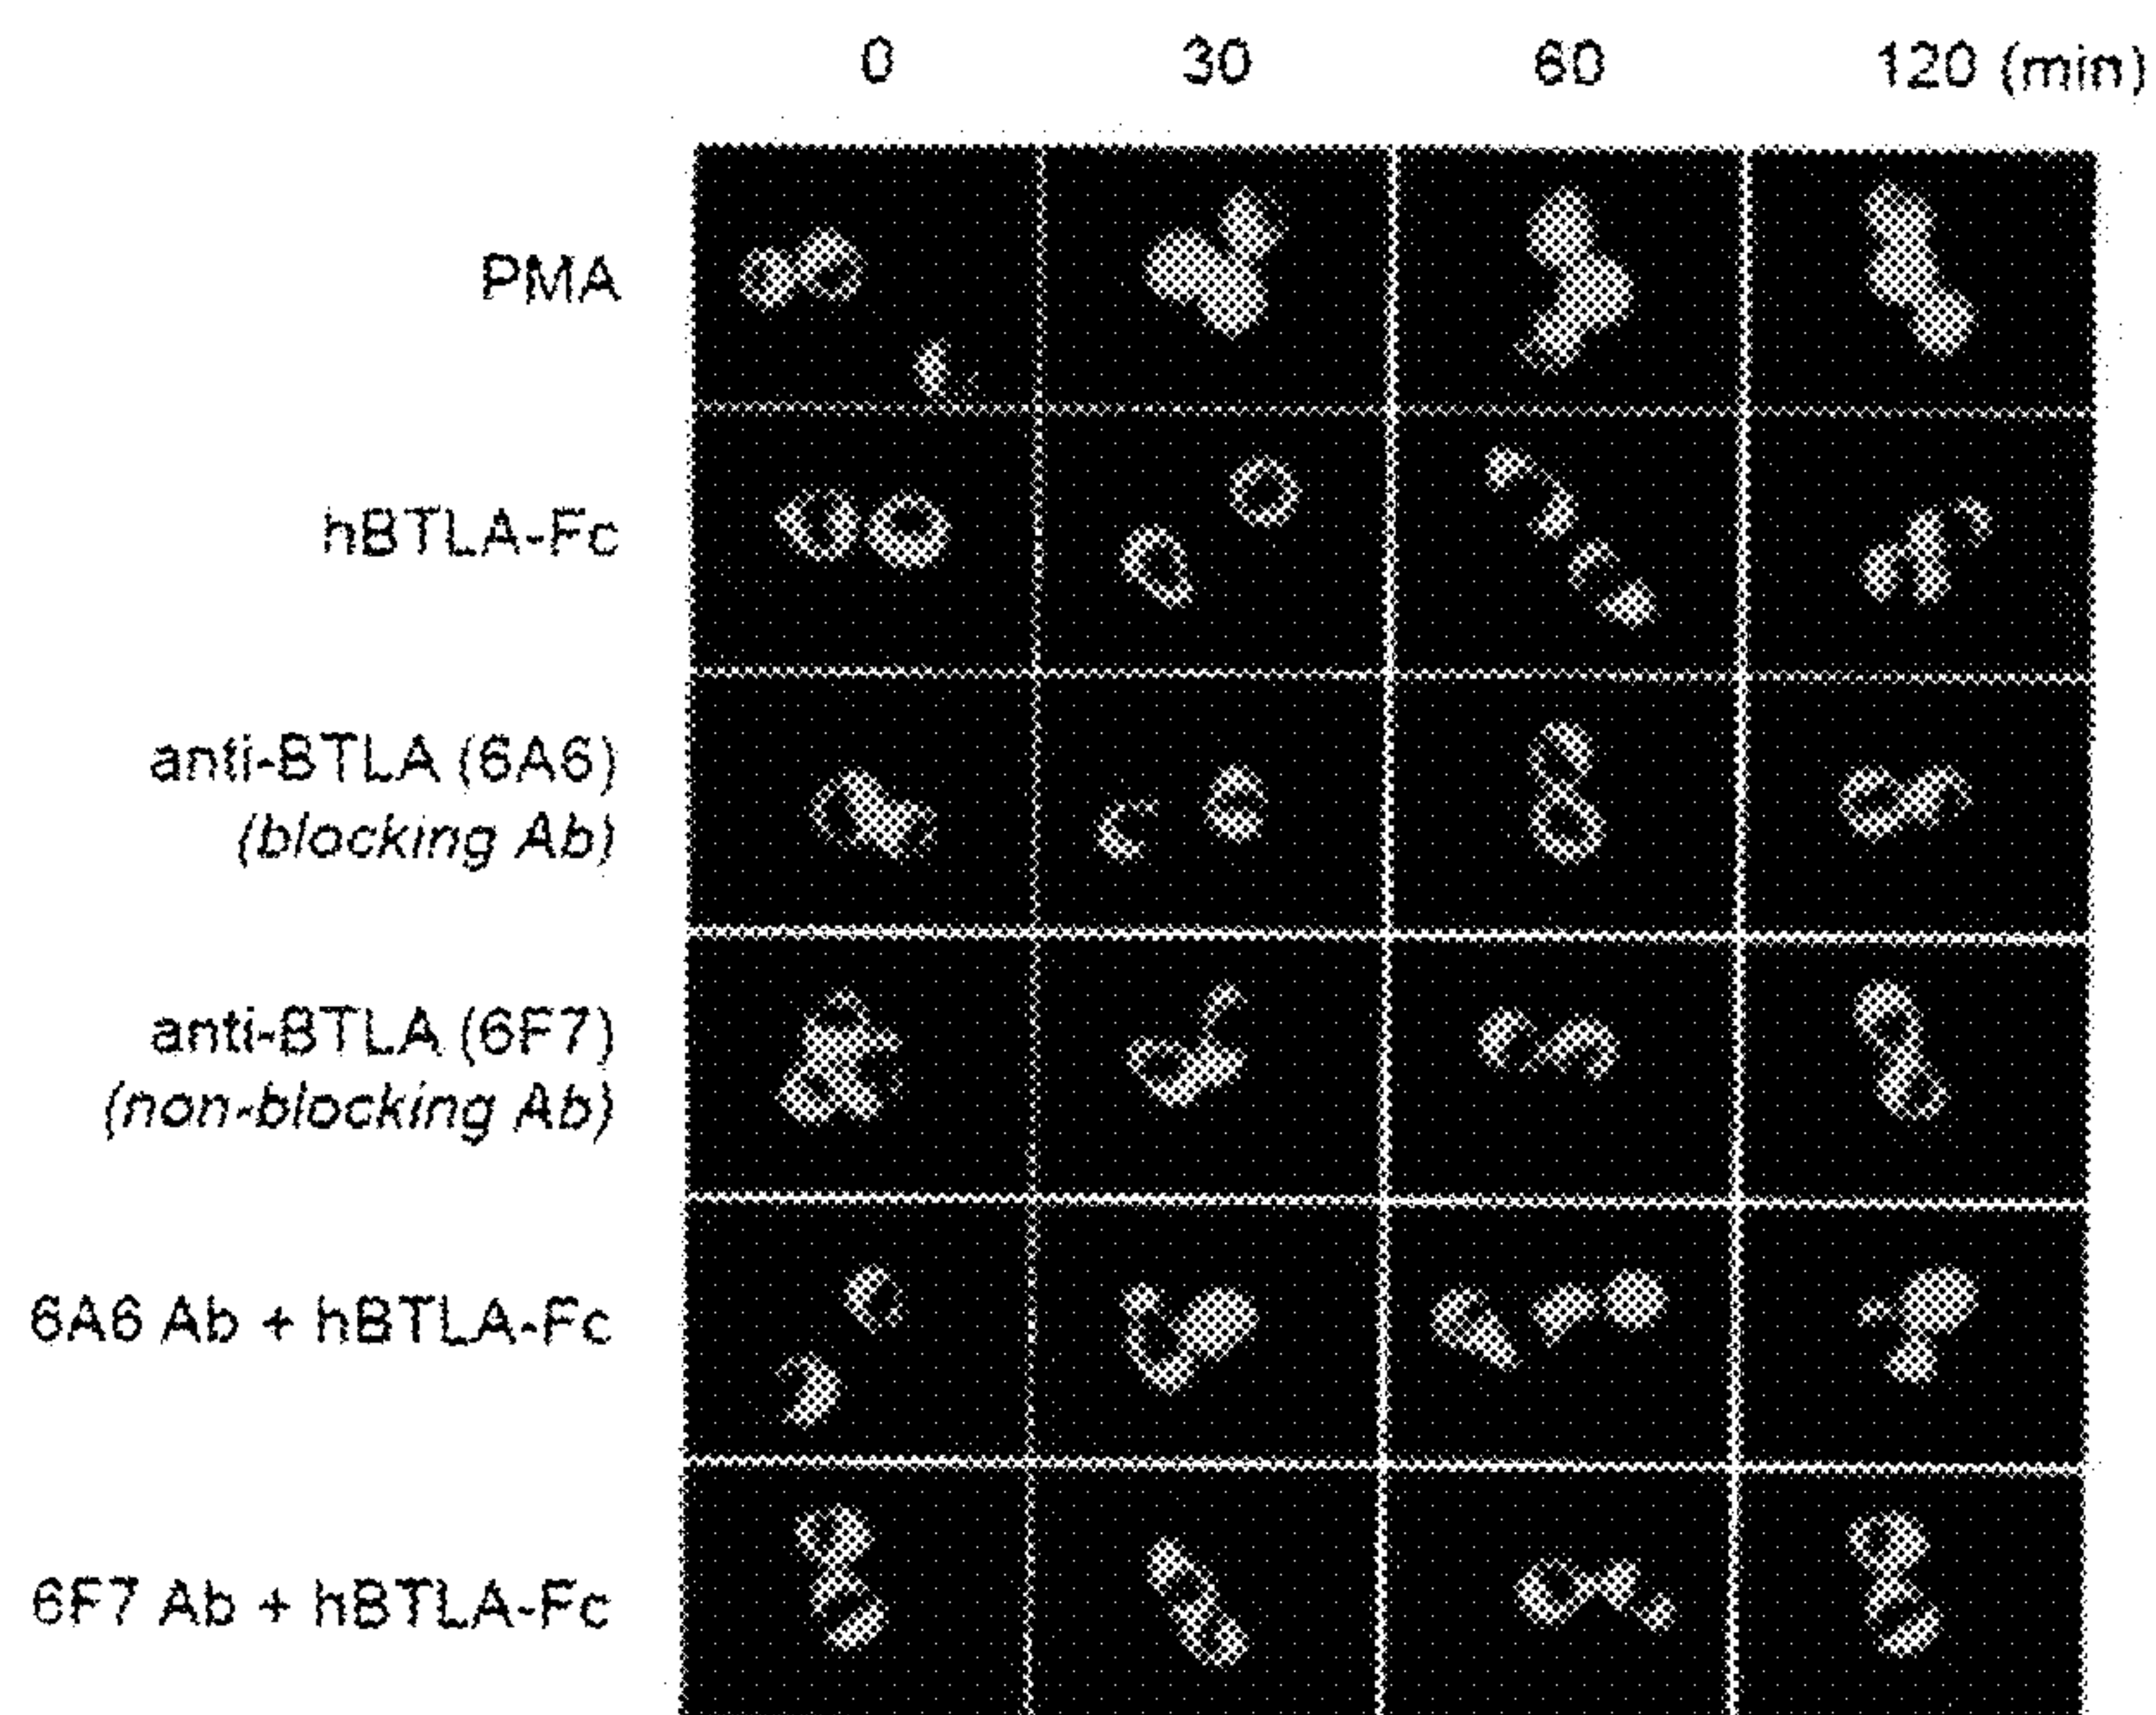 0 30 60 120 (min)
PMA
hBTLA-Fc
anti-BTLA (6A6)
(blocking Ab)
anti-BTLA (6F7)
(non-blocking Ab)
6A6 Ab + hBTLA-Fc
6F7 Ab + hBTLA-Fc